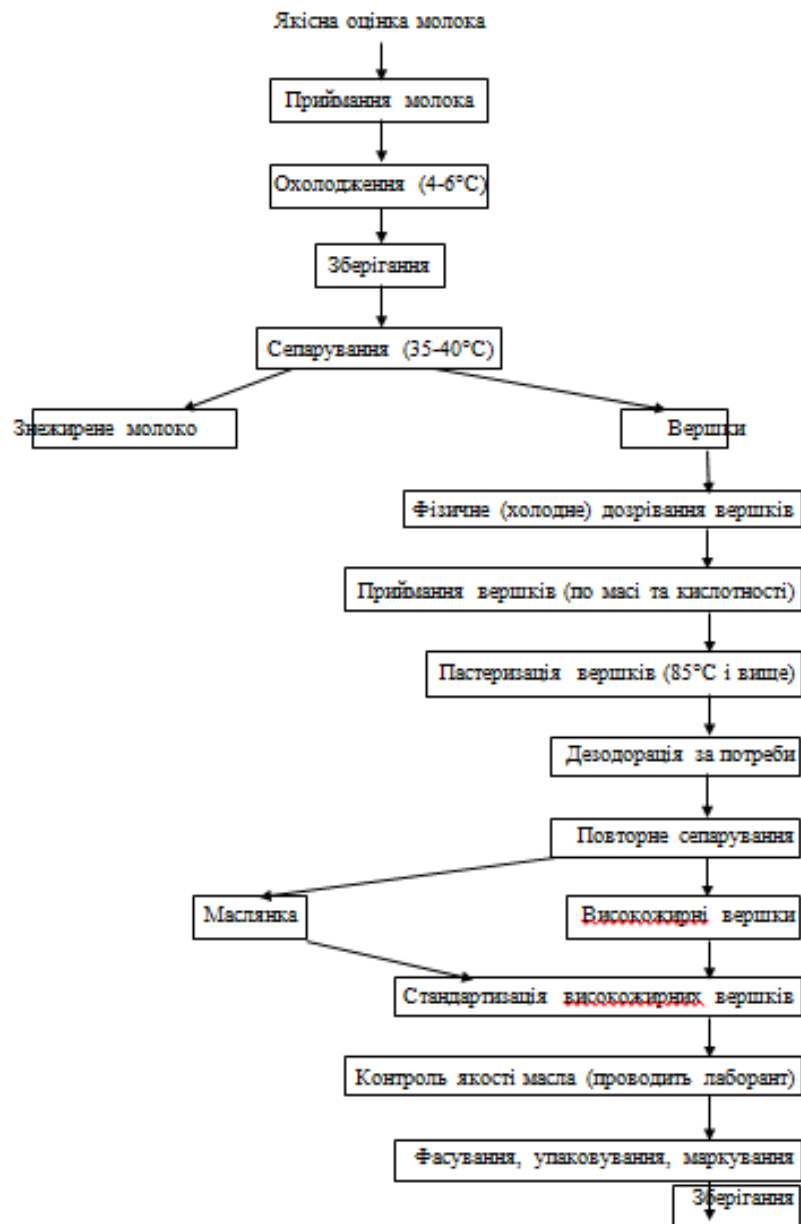 Якісна оцінка молока
Приймання молока
Охолодження (4-6°С)
Зберігання
Сепарування (35-40°С)
Знежирене молоко
Вершки
Фізичне (холодне) дозрівання вершків
Приймання вершків (по масі та кислотності)
Пастеризація вершків (85°С і вище)
Дезодорація за потреби
Повторне сепарування
Маслянка
Високожирні вершки
Стандартизація високожирних вершків
Контроль якості масла (проводить лаборант)
Фасування, упаковування, маркування
Зберігання